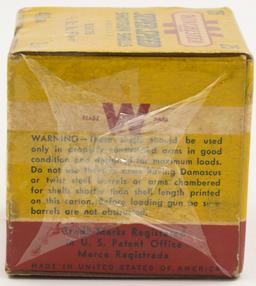 W
TRADE MARK
WARNING—These shells should be used
only in properly constructed arms in good
condition and designed for maximum loads.
Do not use them in arms having Damascus
or twist steel barrels or arms chambered
for shells shorter than shell length printed
on this carton. Before loading gun be sure
barrels are not obstructed.
Trade Marks Registered
in U. S. Patent Office
Marca Registrada
MADE IN UNITED STATES OF AMERICA